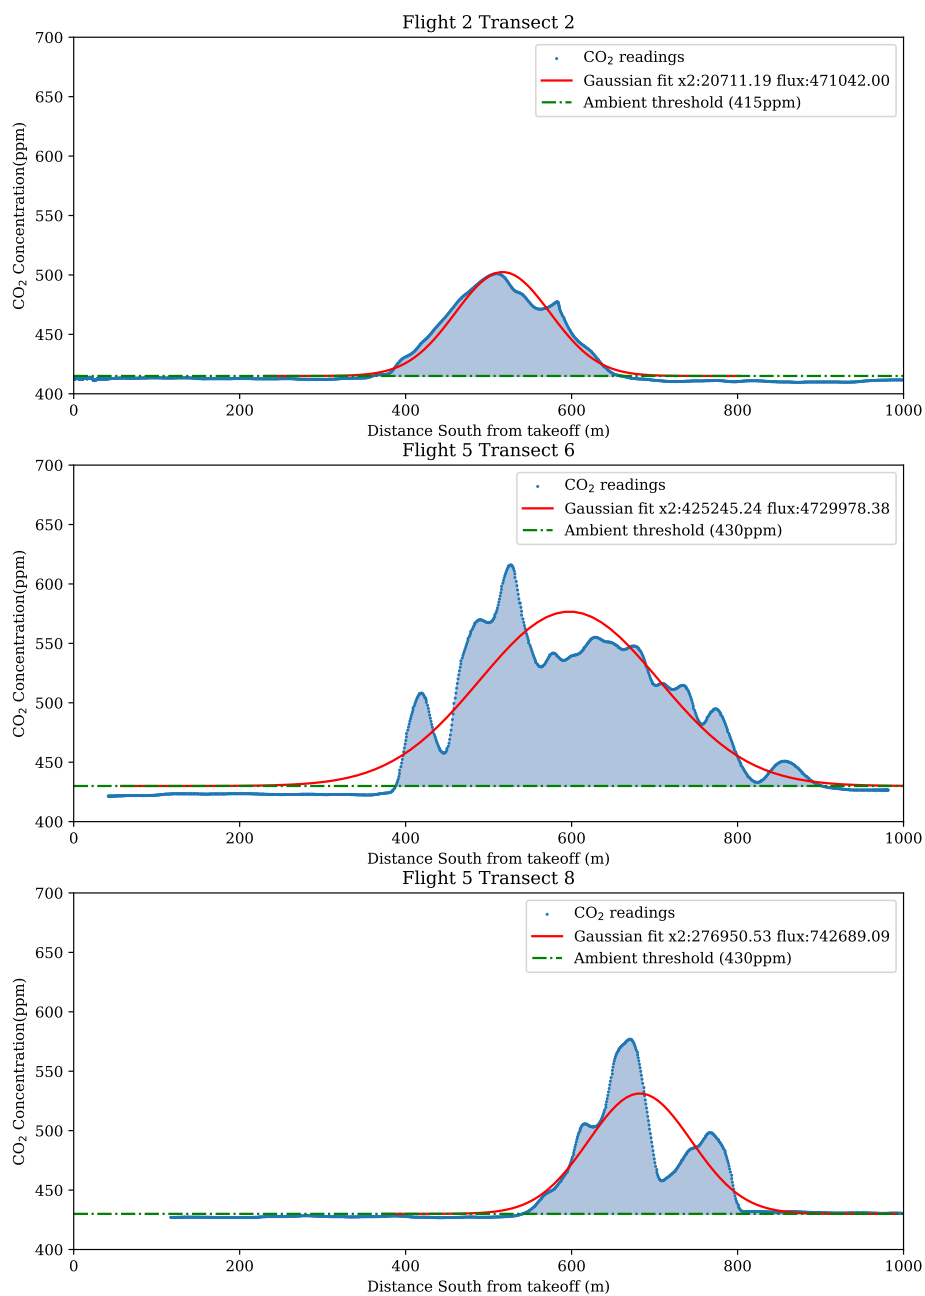 Flight 2 Transect 2
700
650
600
550
500
450
400
CO₂ Concentration(ppm)
CO₂ readings
Gaussian fit x2:20711.19 flux:471042.00
Ambient threshold (415ppm)
0 200 400 600 800 1000
Distance South from takeoff (m)
Flight 5 Transect 6
700
650
600
550
500
450
400
CO₂ Concentration(ppm)
CO₂ readings
Gaussian fit x2:425245.24 flux:4729978.38
Ambient threshold (430ppm)
0 200 400 600 800 1000
Distance South from takeoff (m)
Flight 5 Transect 8
700
650
600
550
500
450
400
CO₂ Concentration(ppm)
CO₂ readings
Gaussian fit x2:276950.53 flux:742689.09
Ambient threshold (430ppm)
0 200 400 600 800 1000
Distance South from takeoff (m)